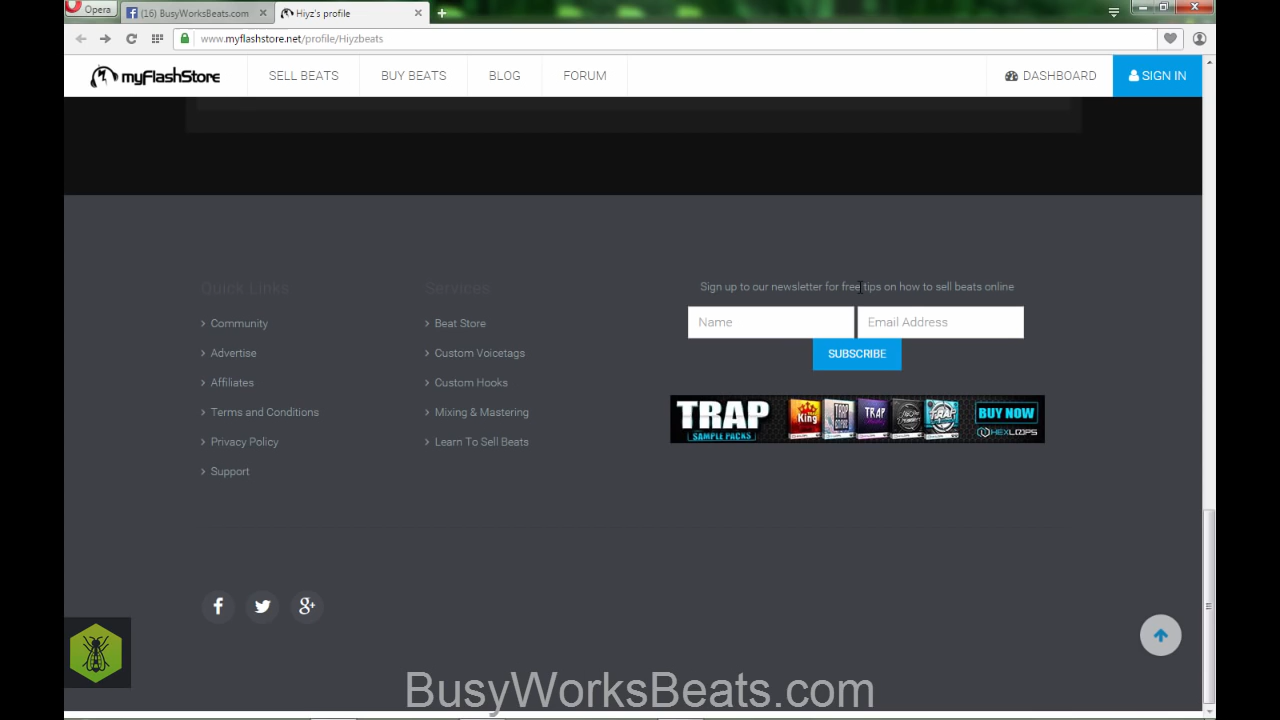 Opera
(16) BusyWorksBeats.com
Hiyz's profile
www.myflashstore.net/profile/Hiyzbeats
myFlashStore
SELL BEATS
BUY BEATS
BLOG
FORUM
DASHBOARD
SIGN IN
Quick Links
Community
Advertise
Affiliates
Terms and Conditions
Privacy Policy
Support
Services
Beat Store
Custom Voicetags
Custom Hooks
Mixing & Mastering
Learn To Sell Beats
Sign up to our newsletter for free tips on how to sell beats online
Name
Email Address
SUBSCRIBE
TRAP
SAMPLE PACKS
King
TRAP
BUY NOW
HEXLOOPS
BusyWorksBeats.com